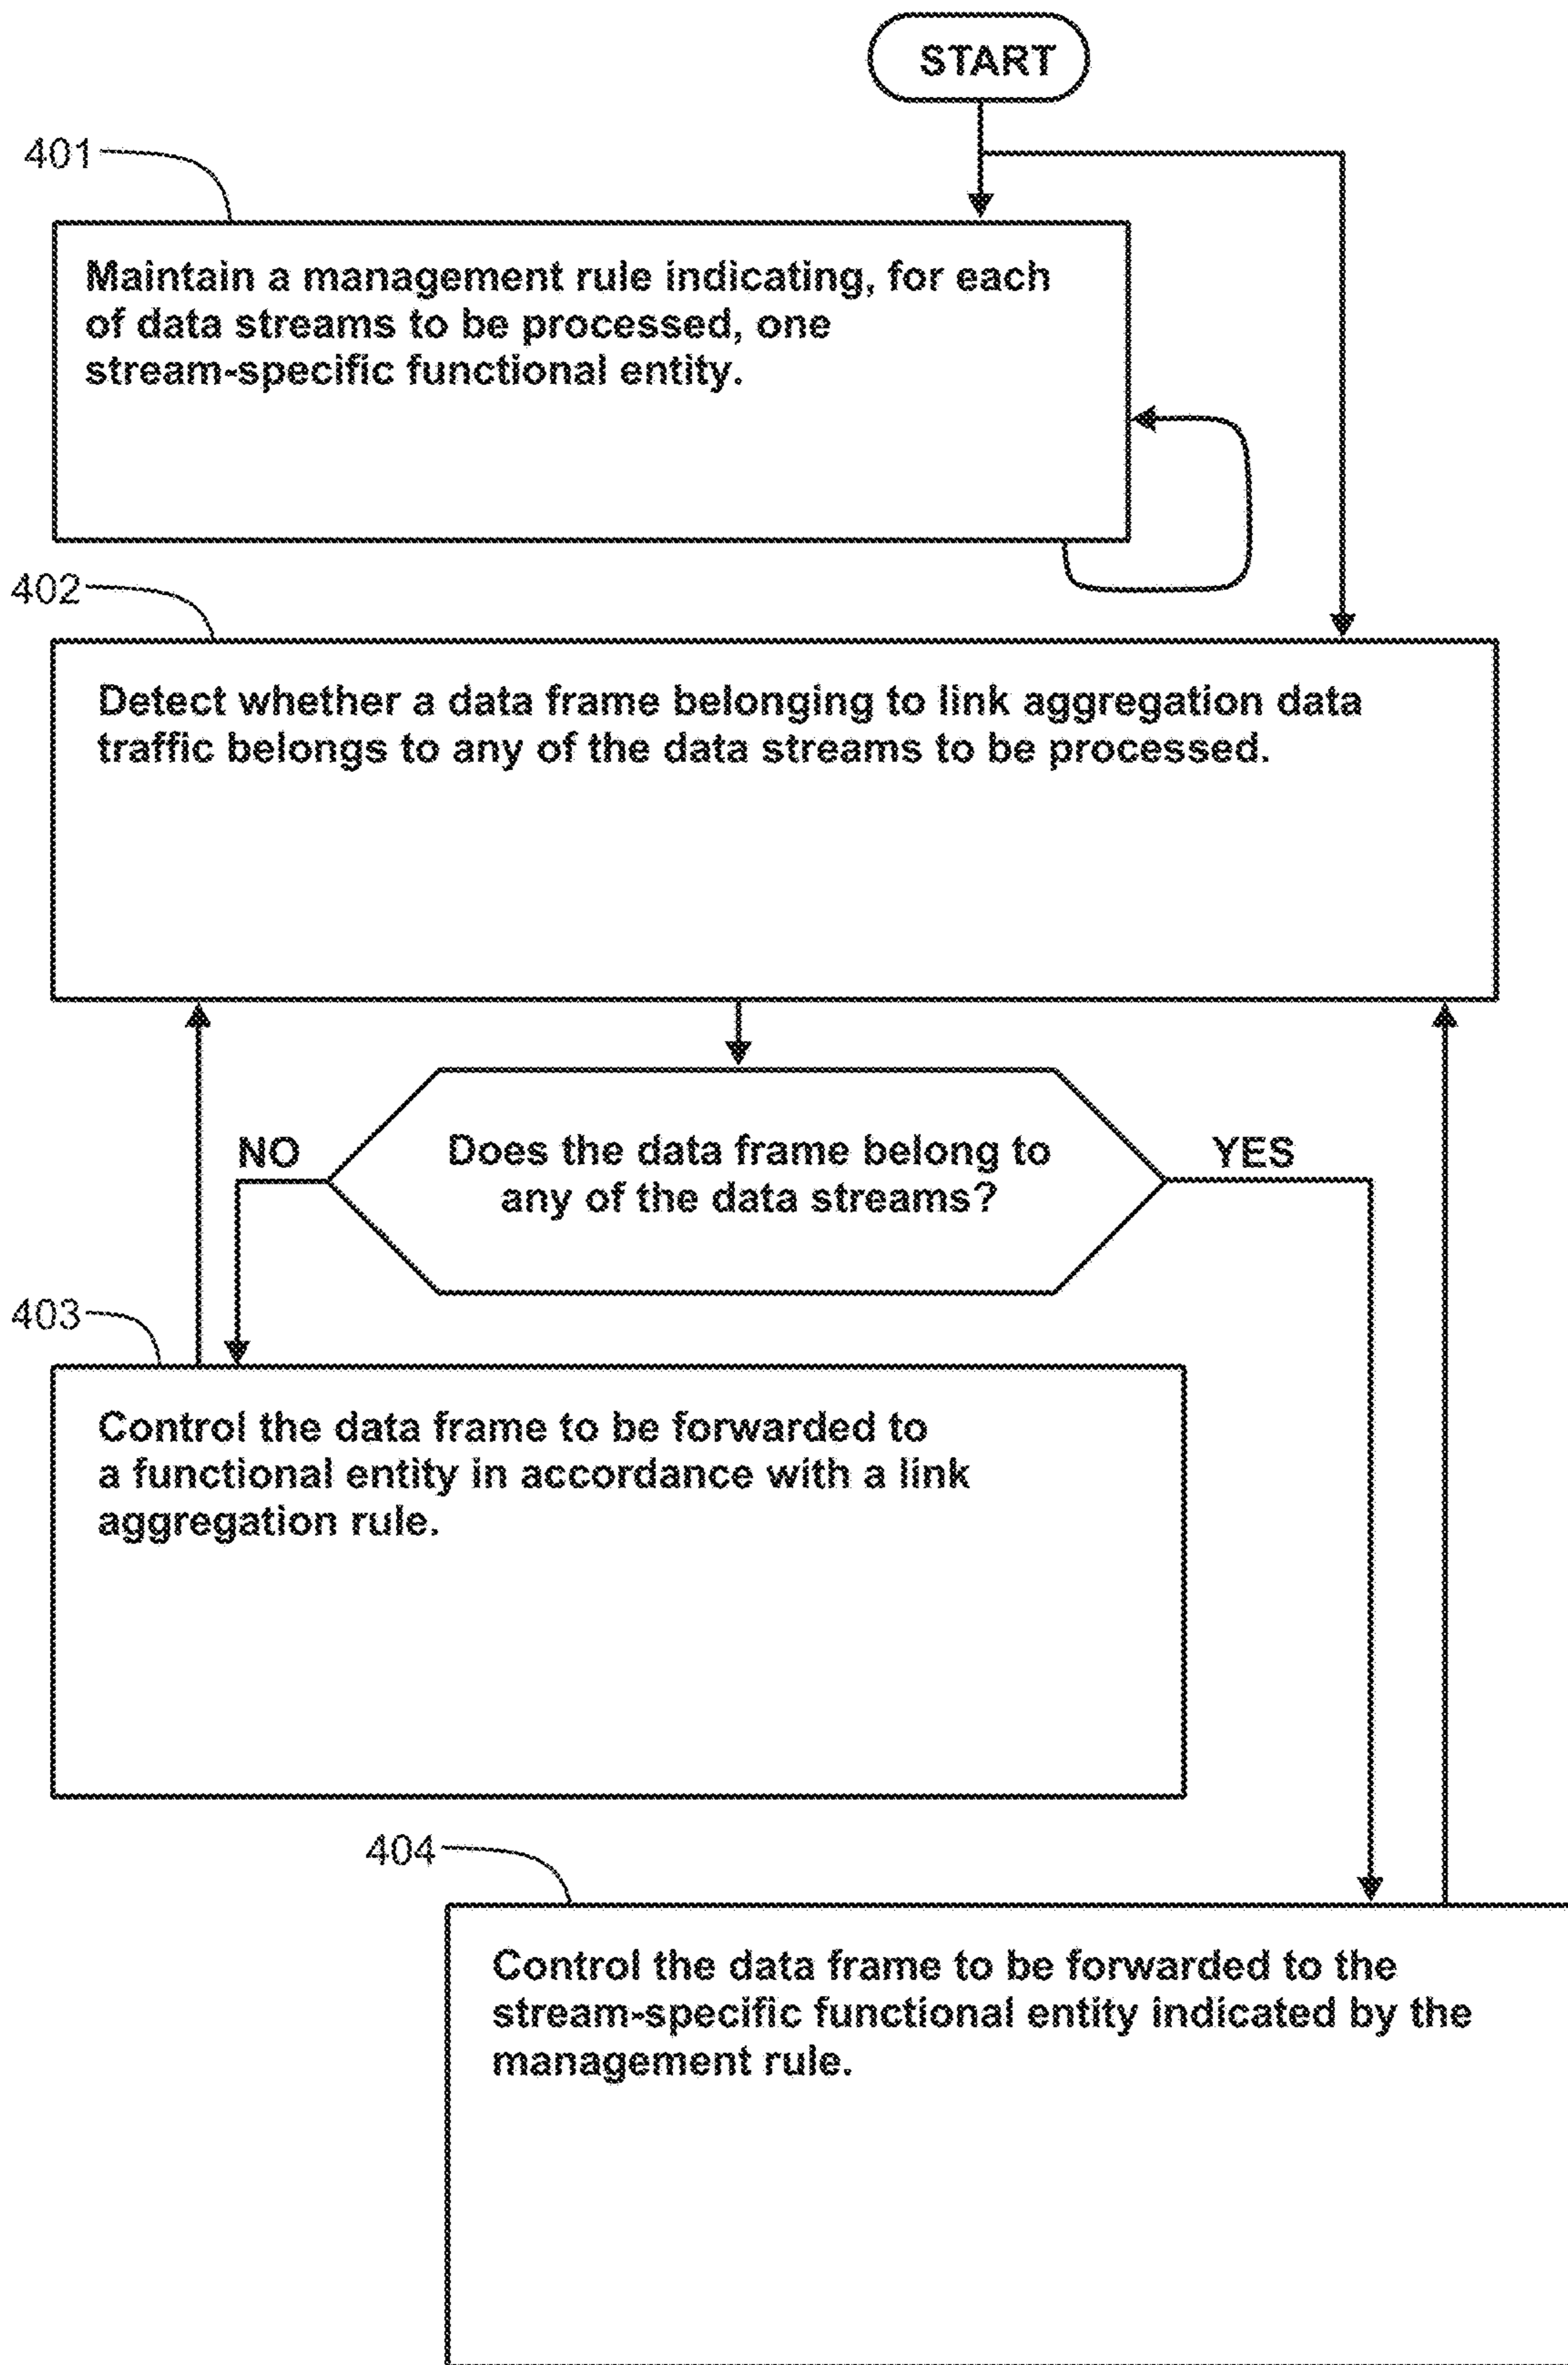 START
401
Maintain a management rule indicating, for each
of data streams to be processed, one
stream-specific functional entity.
402
Detect whether a data frame belonging to link aggregation data
traffic belongs to any of the data streams to be processed.
NO
Does the data frame belong to
any of the data streams?
YES
403
Control the data frame to be forwarded to
a functional entity in accordance with a link
aggregation rule.
404
Control the data frame to be forwarded to the
stream-specific functional entity indicated by the
management rule.